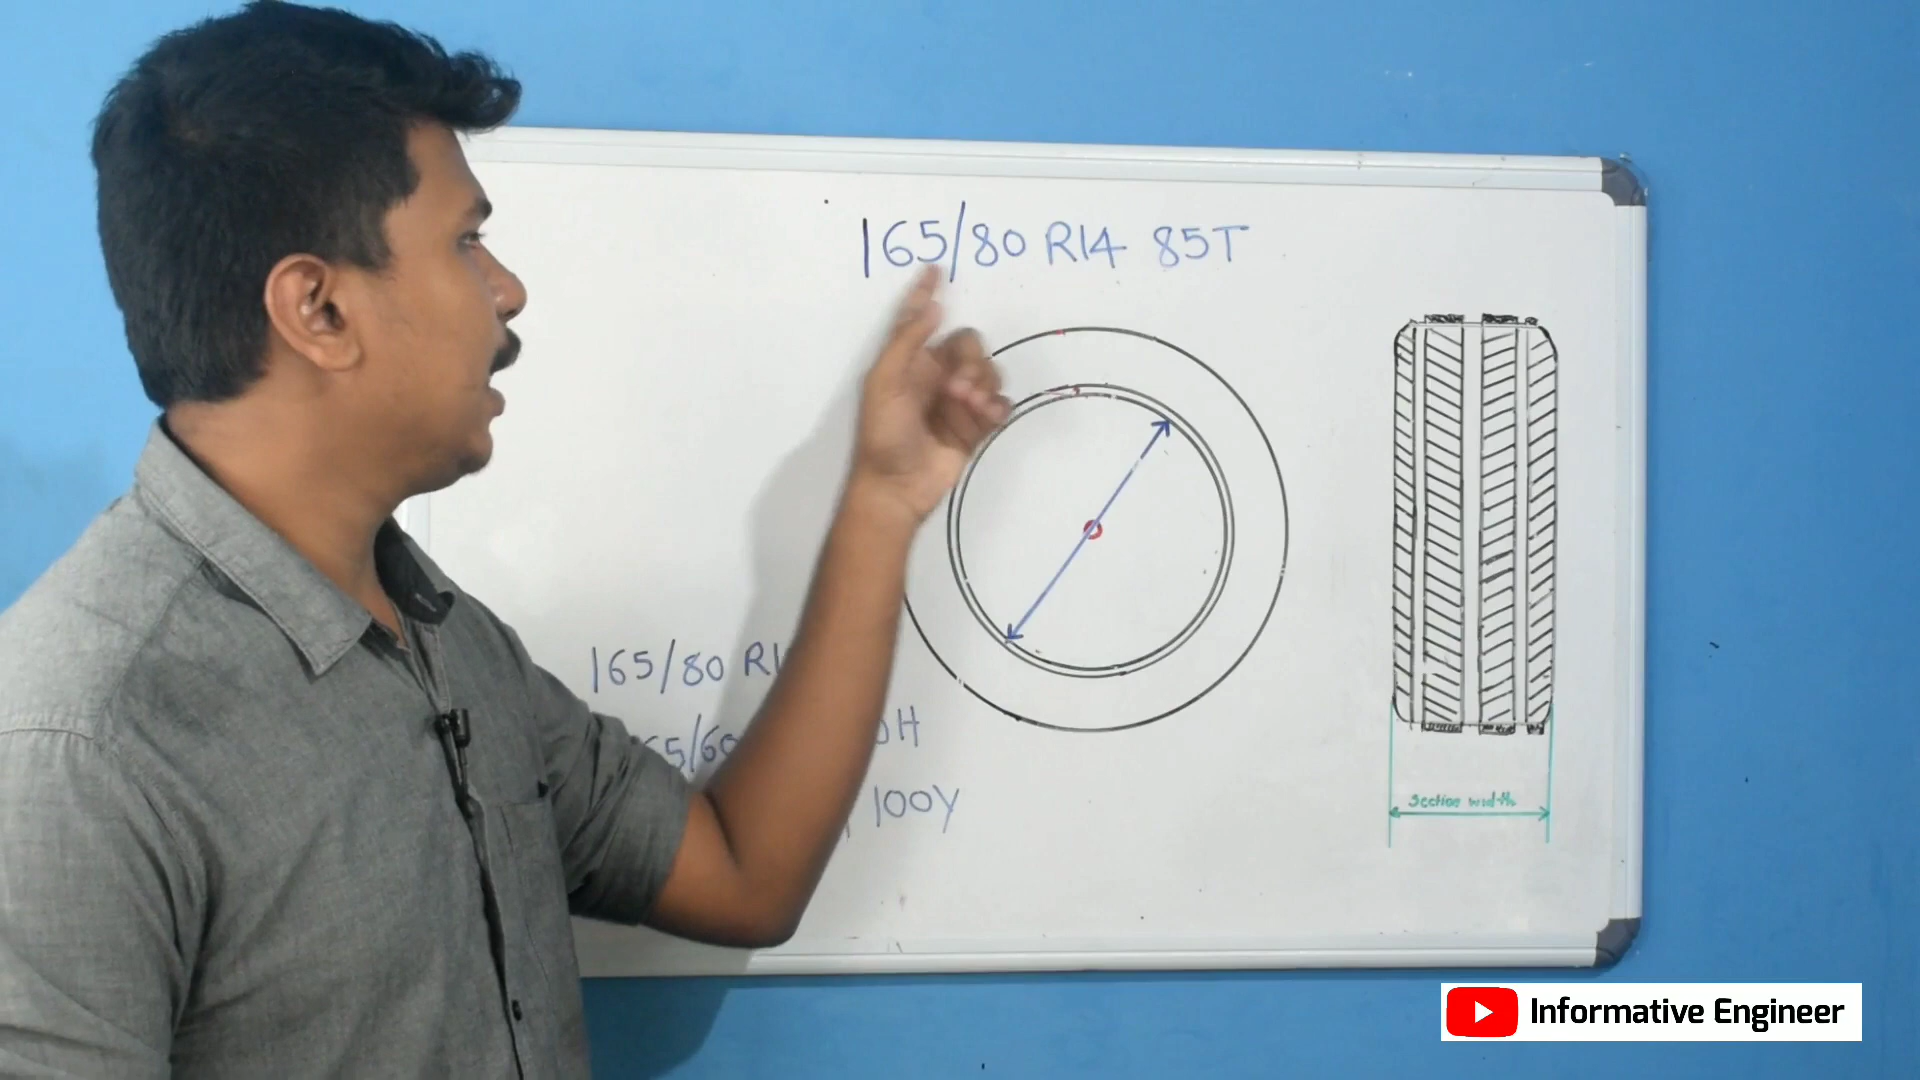 165/80 R14 85T
165/80
H
100Y
Section width
Informative Engineer